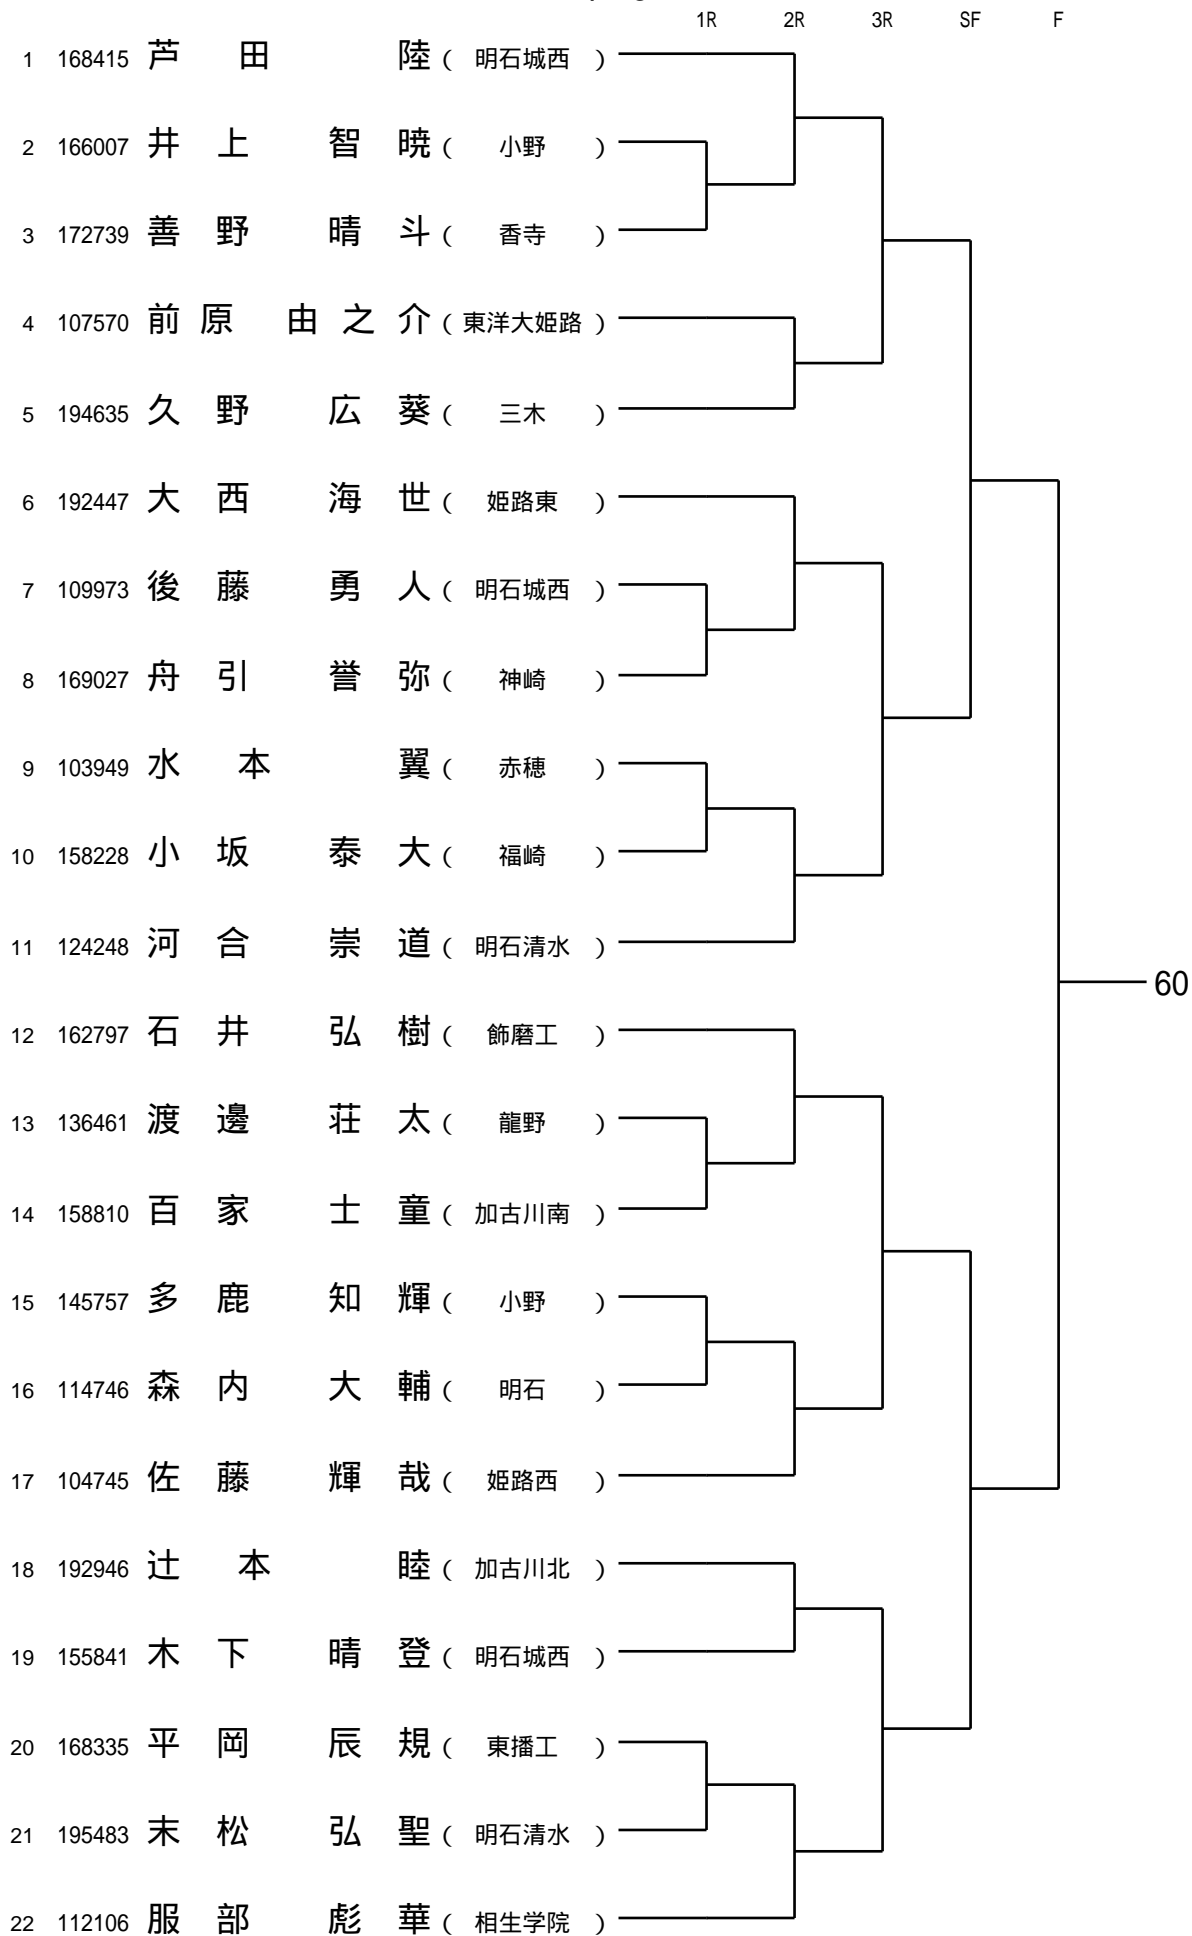 1R 2R 3R SF F
1 168415 芦田 陸 ( 明石城西 )
2 166007 井上 智暁 ( 小野 )
3 172739 善野 晴斗 ( 香寺 )
4 107570 前原 由之介 ( 東洋大姫路 )
5 194635 久野 広葵 ( 三木 )
6 192447 大西 海世 ( 姫路東 )
7 109973 後藤 勇人 ( 明石城西 )
8 169027 舟引 誉弥 ( 神崎 )
9 103949 水本 翼 ( 赤穂 )
10 158228 小坂 泰大 ( 福崎 )
11 124248 河合 崇道 ( 明石清水 )
60
12 162797 石井 弘樹 ( 飾磨工 )
13 136461 渡邊 荘太 ( 龍野 )
14 158810 百家 士童 ( 加古川南 )
15 145757 多鹿 知輝 ( 小野 )
16 114746 森内 大輔 ( 明石 )
17 104745 佐藤 輝哉 ( 姫路西 )
18 192946 辻本 睦 ( 加古川北 )
19 155841 木下 晴登 ( 明石城西 )
20 168335 平岡 辰規 ( 東播工 )
21 195483 末松 弘聖 ( 明石清水 )
22 112106 服部 彪華 ( 相生学院 )